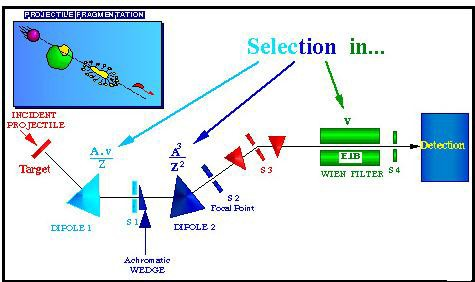 PROJECTILE FRAGMENTATION
Selection in...
INCIDENT
PROJECTILE
Target
A.v
Z
A³
Z²
V
E⊥B
WIEN FILTER
S 4
Detection
S 3
S 2
Focal Point
S 1
DIPOLE 1
DIPOLE 2
Achromatic
WEDGE